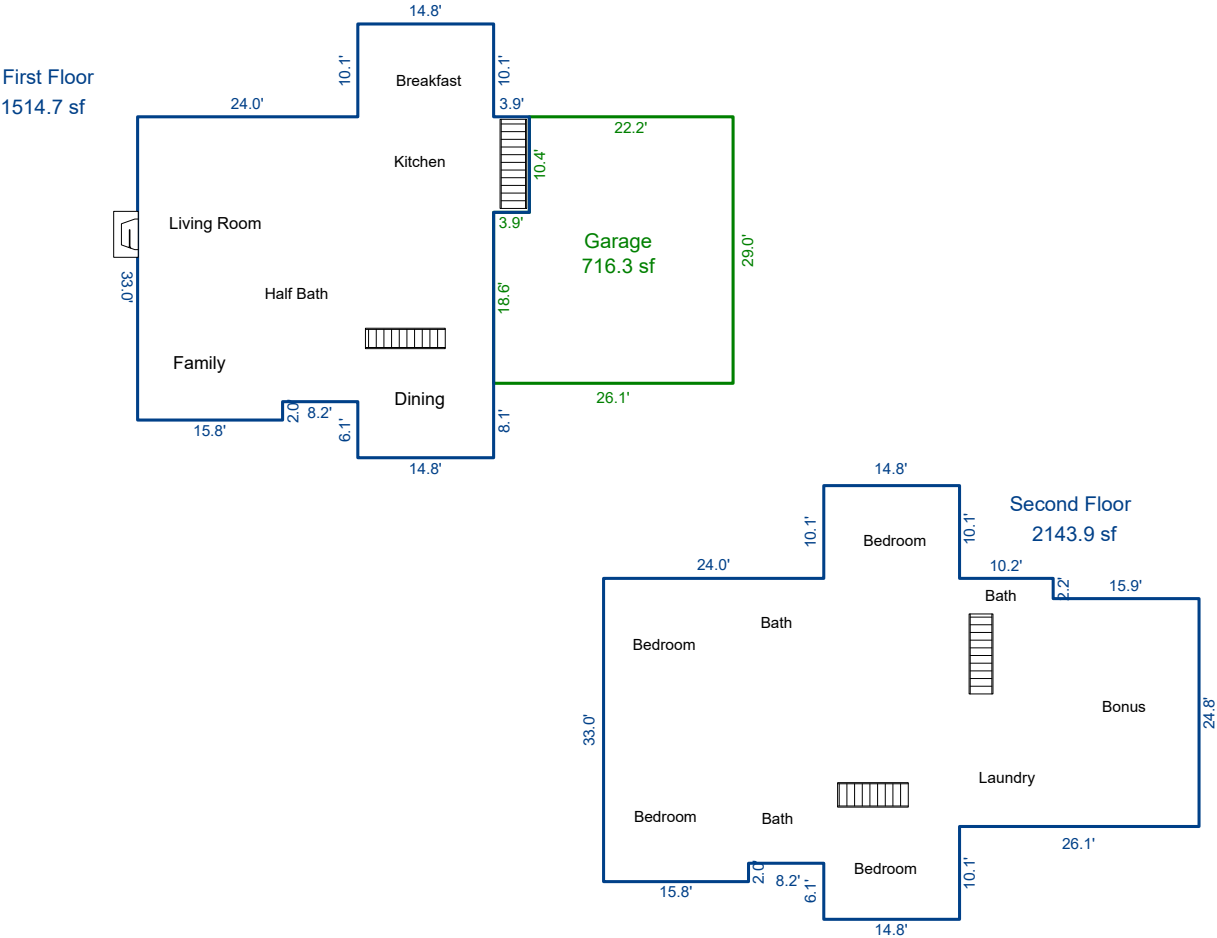 14.8'
First Floor
1514.7 sf
10.1'
Breakfast
10.1'
24.0'
3.9'
22.2'
Kitchen
10.4'
Living Room
3.9'
Garage
716.3 sf
29.0'
33.0'
Half Bath
18.6'
Family
Dining
26.1'
2.0'
8.2'
6.1'
8.1'
15.8'
14.8'
14.8'
Second Floor
2143.9 sf
10.1'
Bedroom
10.1'
24.0'
10.2'
Bath
2.2'
15.9'
Bath
Bedroom
33.0'
Bonus
24.8'
Laundry
Bedroom
Bath
26.1'
Bedroom
2.0'
8.2'
6.1'
10.1'
15.8'
14.8'